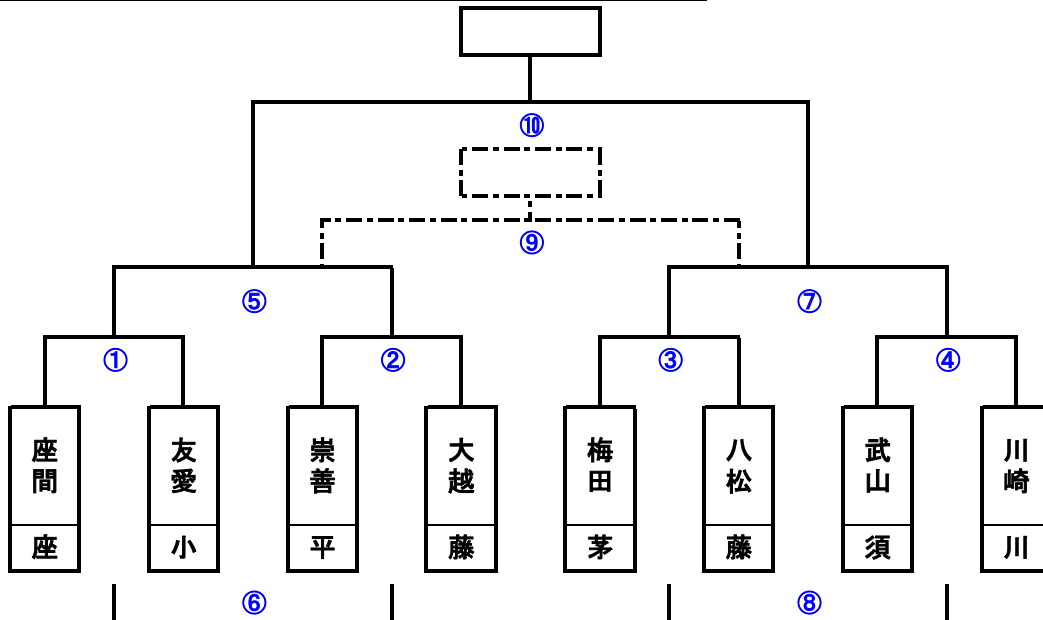 ⑩
⑨
⑤ ⑦
① ② ③ ④
座間 友愛 崇善 大越 梅田 八松 武山 川崎
座 小 平 藤 茅 藤 須 川
⑥ ⑧